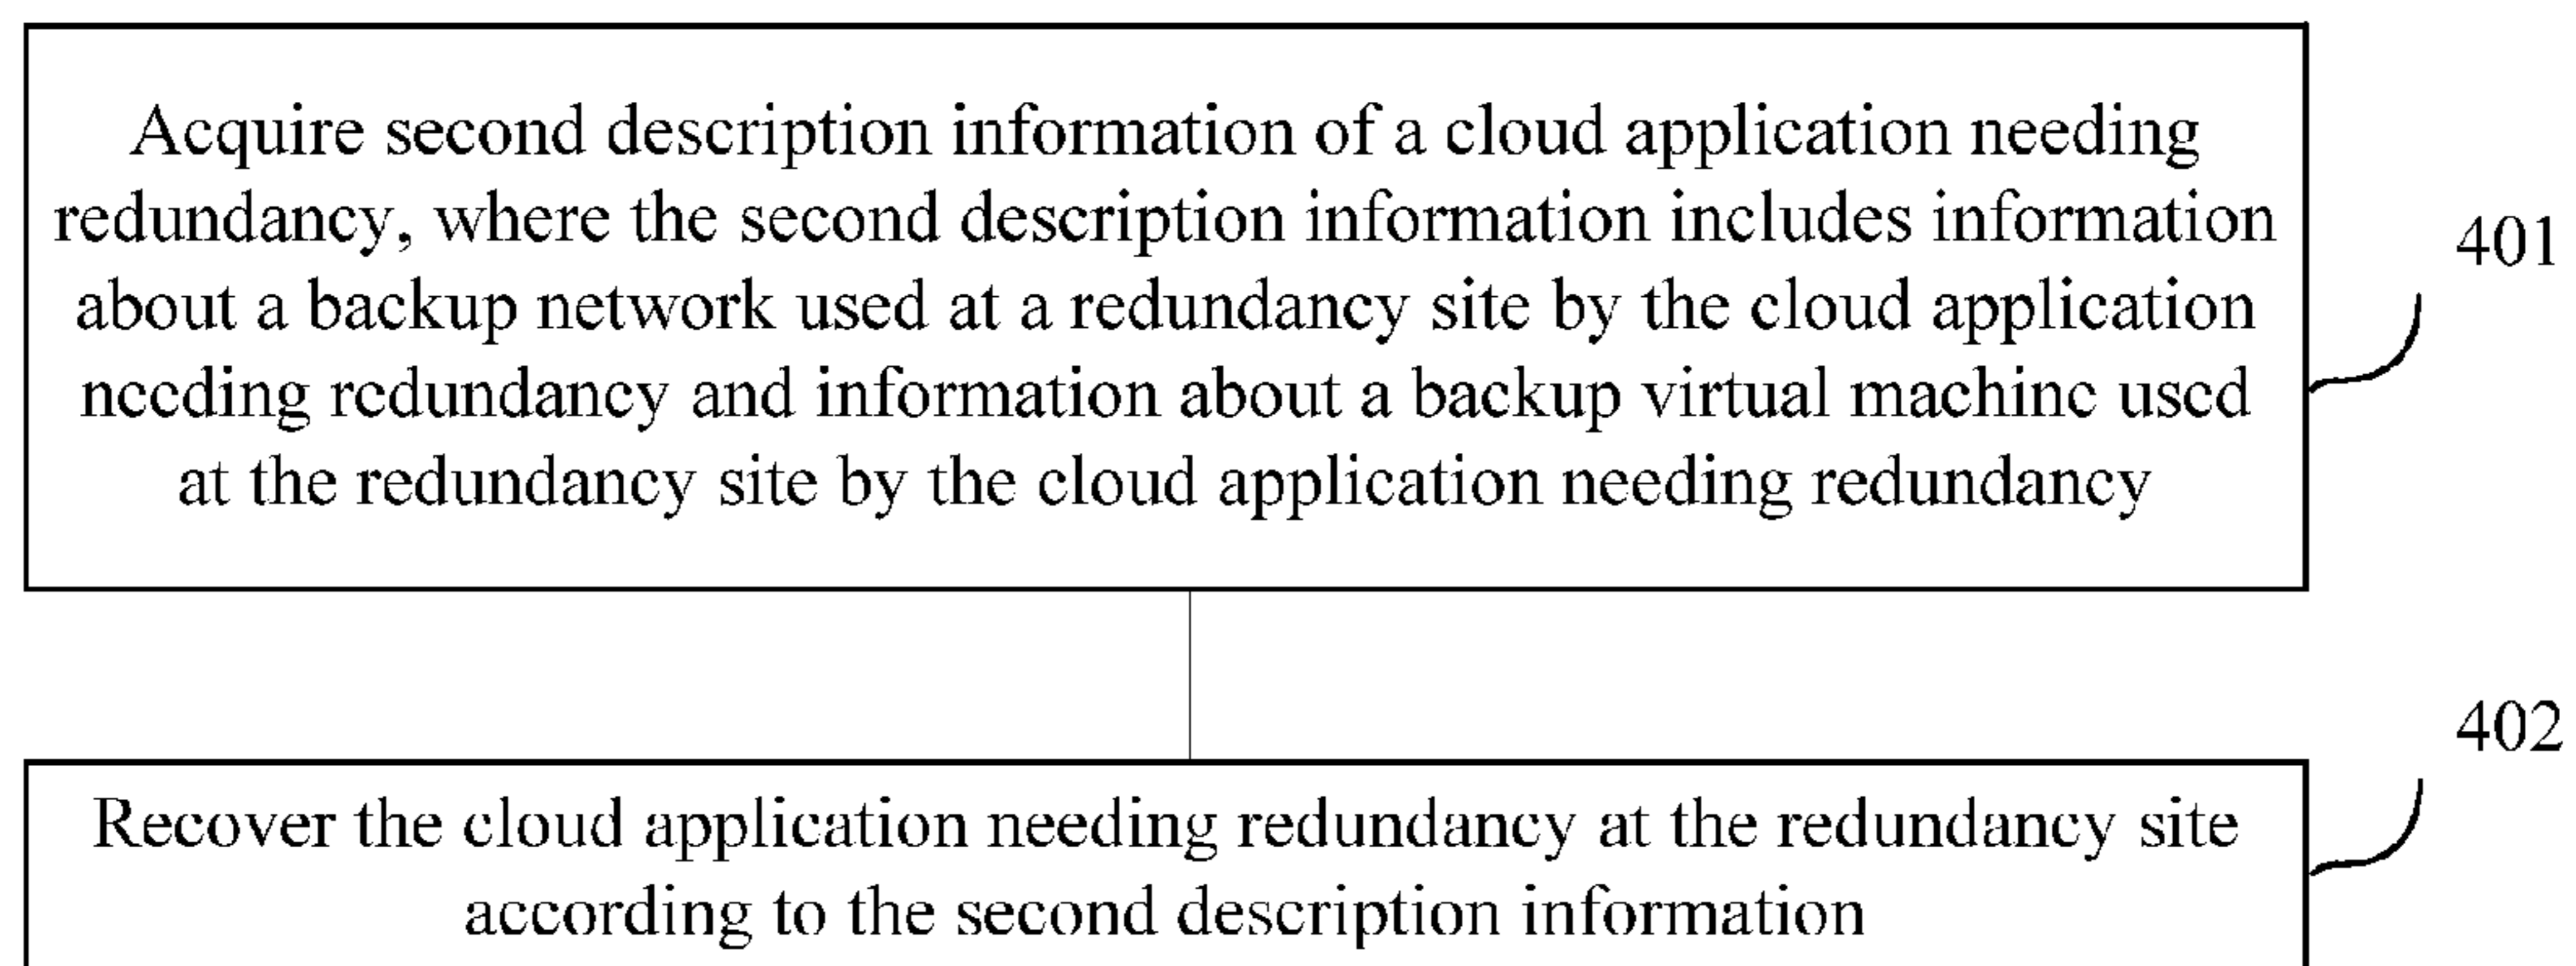 Acquire second description information of a cloud application needing
redundancy, where the second description information includes information
about a backup network used at a redundancy site by the cloud application
needing redundancy and information about a backup virtual machine used
at the redundancy site by the cloud application needing redundancy
401
402
Recover the cloud application needing redundancy at the redundancy site
according to the second description information